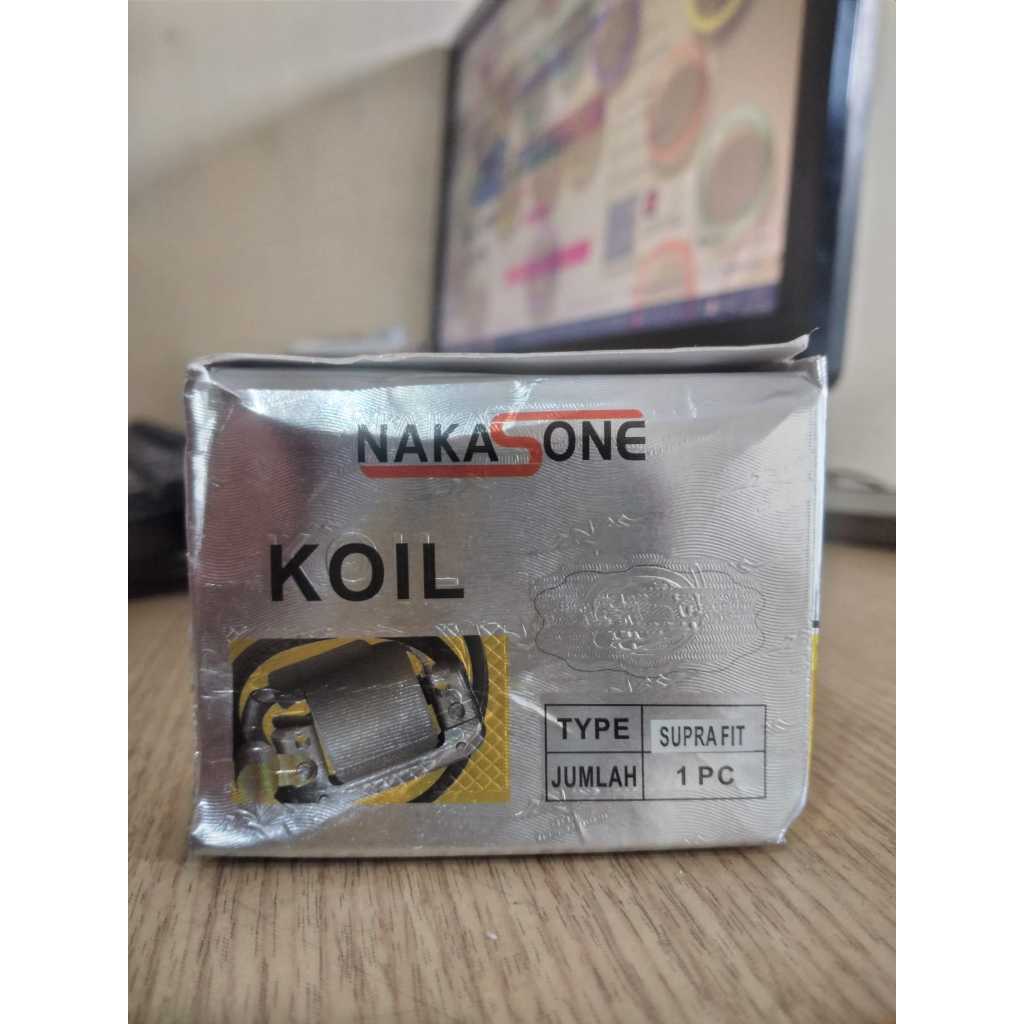 NAKASONE
KOIL
TYPE SUPRA FIT
JUMLAH 1 PC